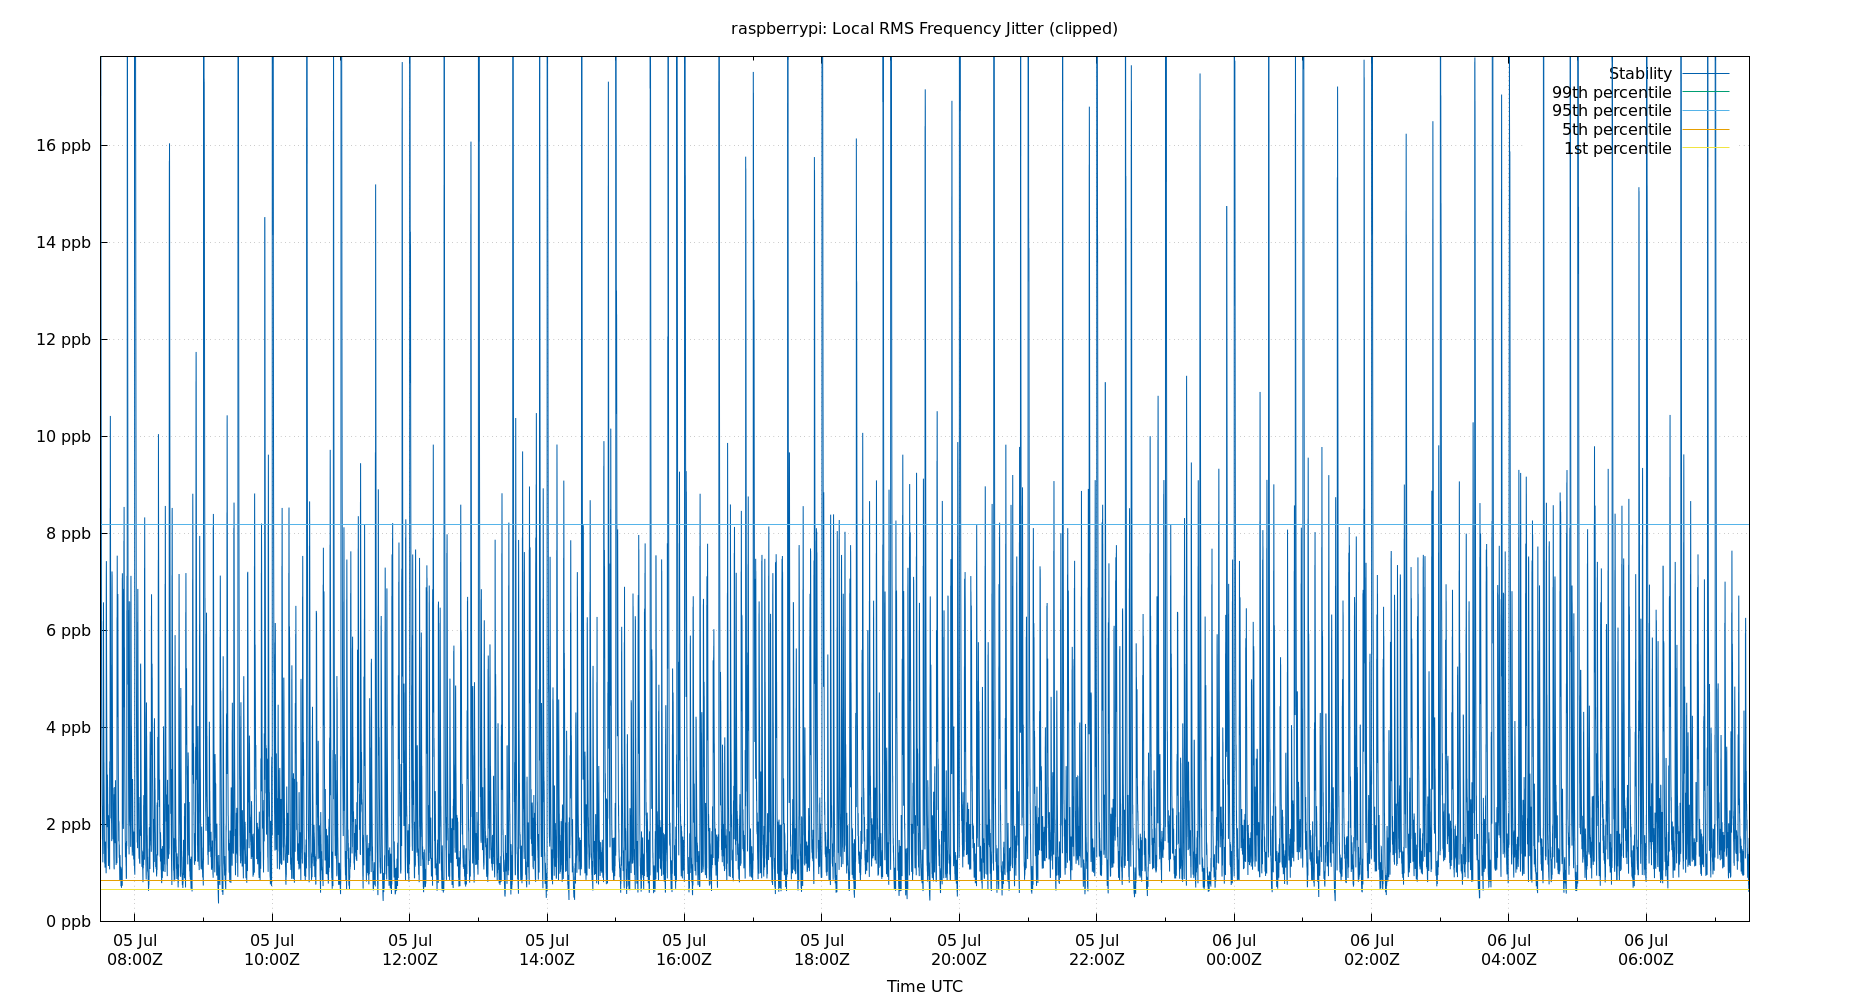 raspberrypi: Local RMS Frequency Jitter (clipped)
Stability
99th percentile
95th percentile
5th percentile
1st percentile
16 ppb
14 ppb
12 ppb
10 ppb
8 ppb
6 ppb
4 ppb
2 ppb
0 ppb
05 Jul 05 Jul 05 Jul 05 Jul 05 Jul 05 Jul 05 Jul 05 Jul 06 Jul 06 Jul 06 Jul 06 Jul
08:00Z 10:00Z 12:00Z 14:00Z 16:00Z 18:00Z 20:00Z 22:00Z 00:00Z 02:00Z 04:00Z 06:00Z
Time UTC